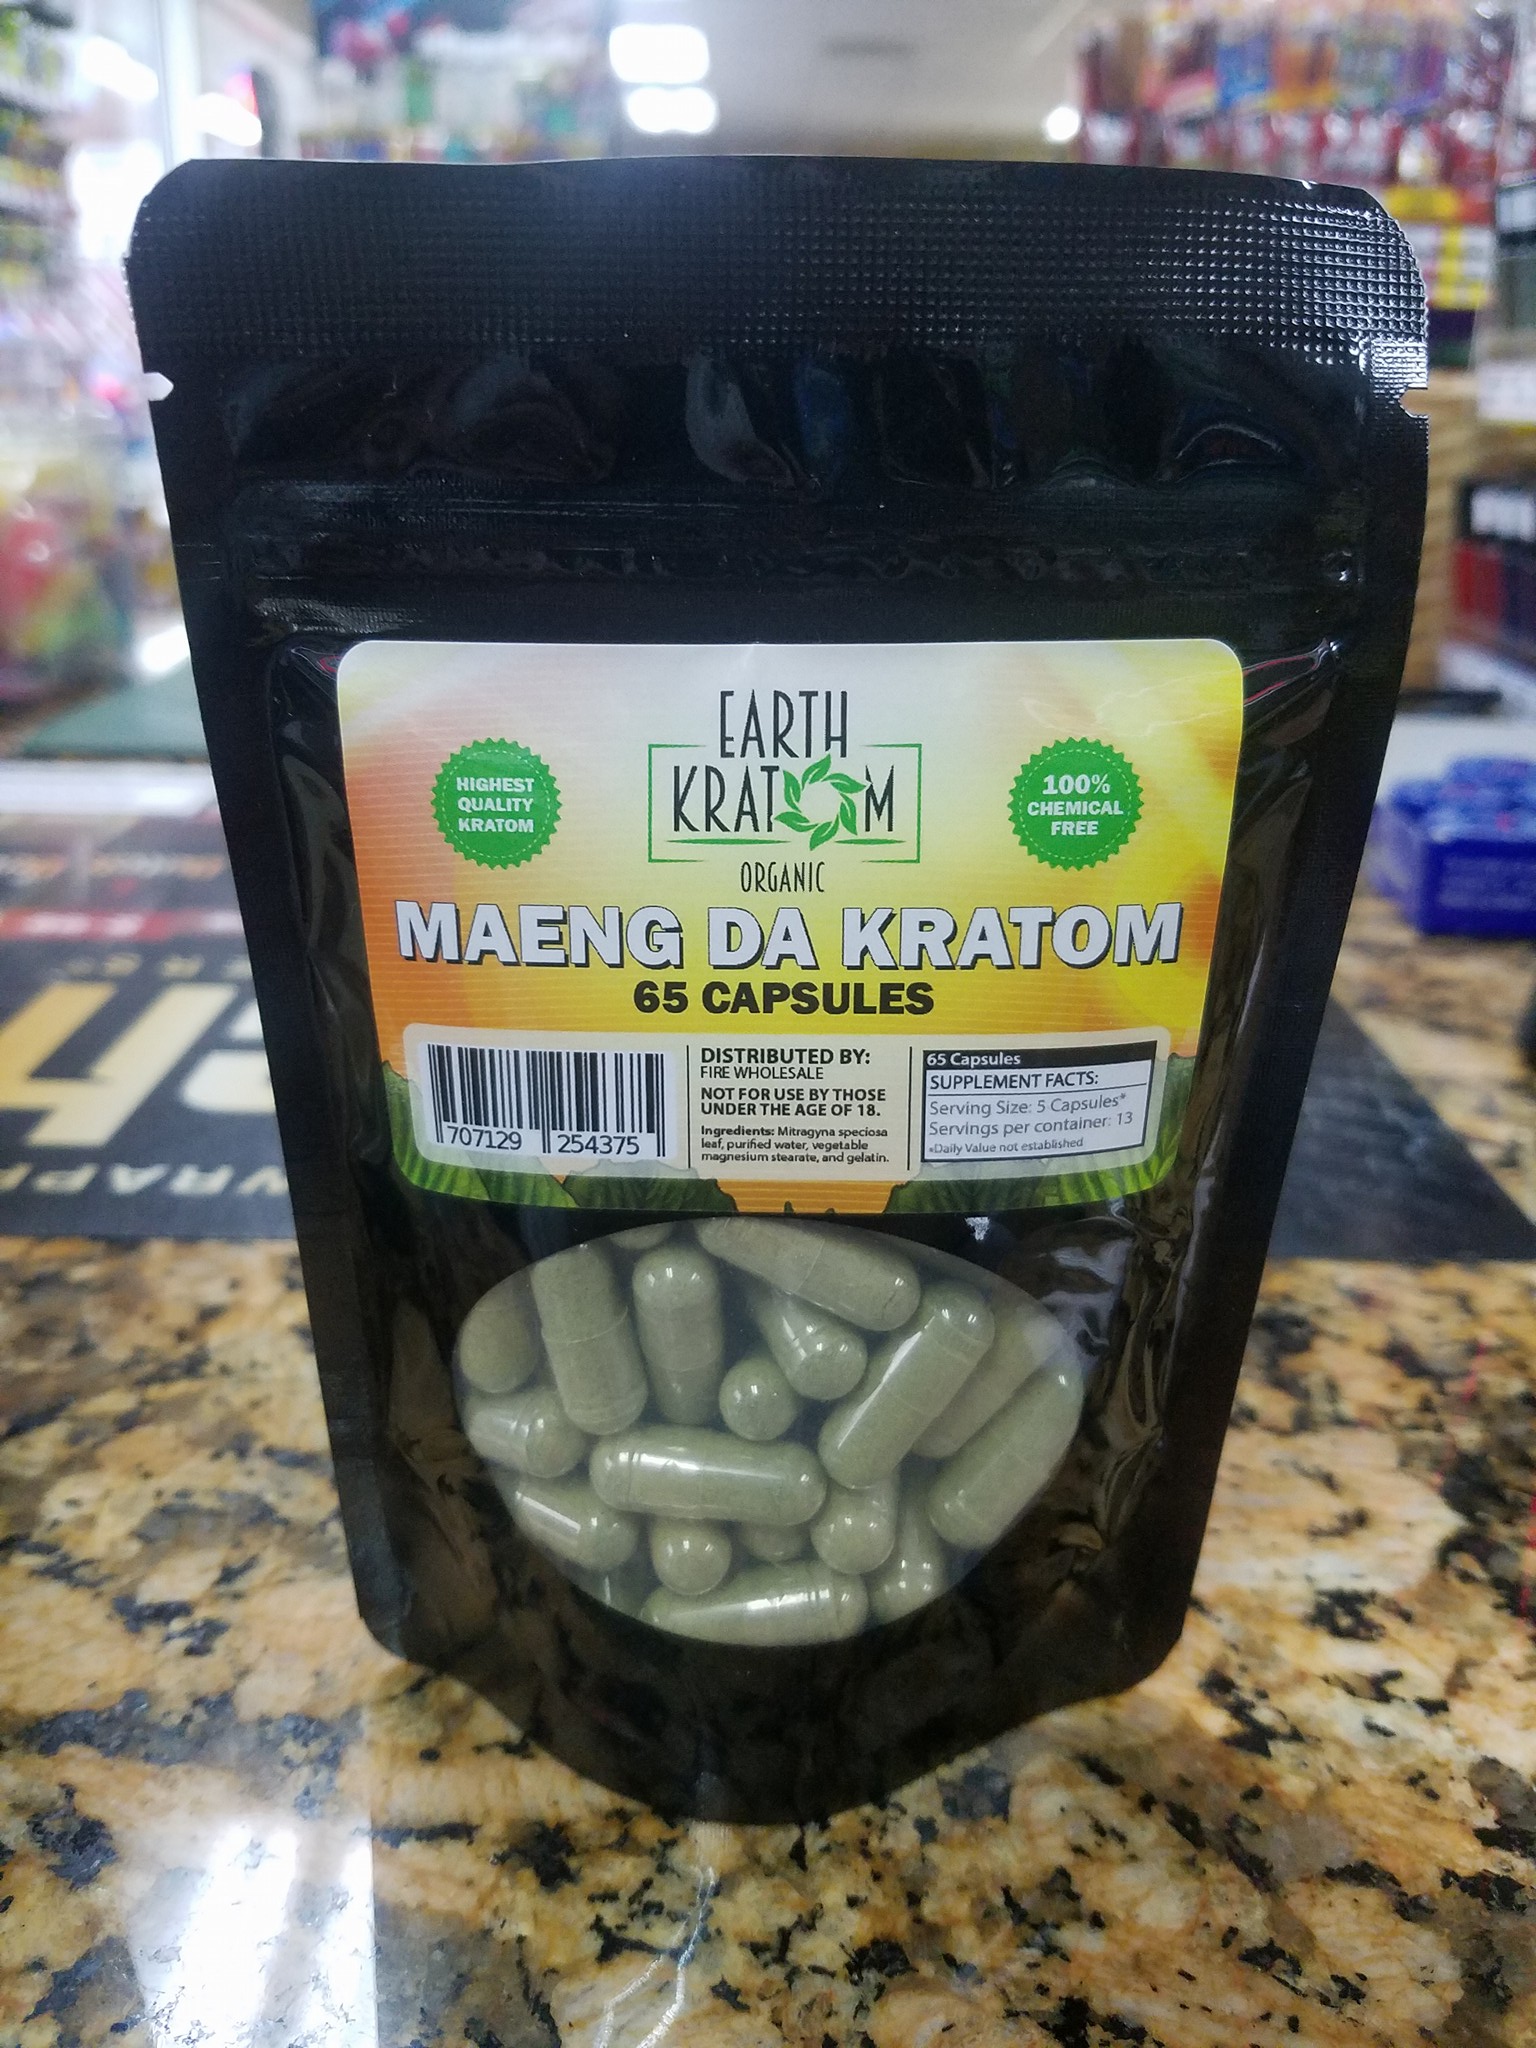 EARTH
KRATOM
ORGANIC
HIGHEST
QUALITY
KRATOM
100%
CHEMICAL
FREE
MAENG DA KRATOM
65 CAPSULES
707129 254375
DISTRIBUTED BY:
FIRE WHOLESALE
NOT FOR USE BY THOSE
UNDER THE AGE OF 18.
Ingredients: Mitragyna speciosa
leaf, purified water, vegetable
magnesium stearate, and gelatin.
65 Capsules
SUPPLEMENT FACTS:
Serving Size: 5 Capsules*
Servings per container: 13
*Daily Value not established